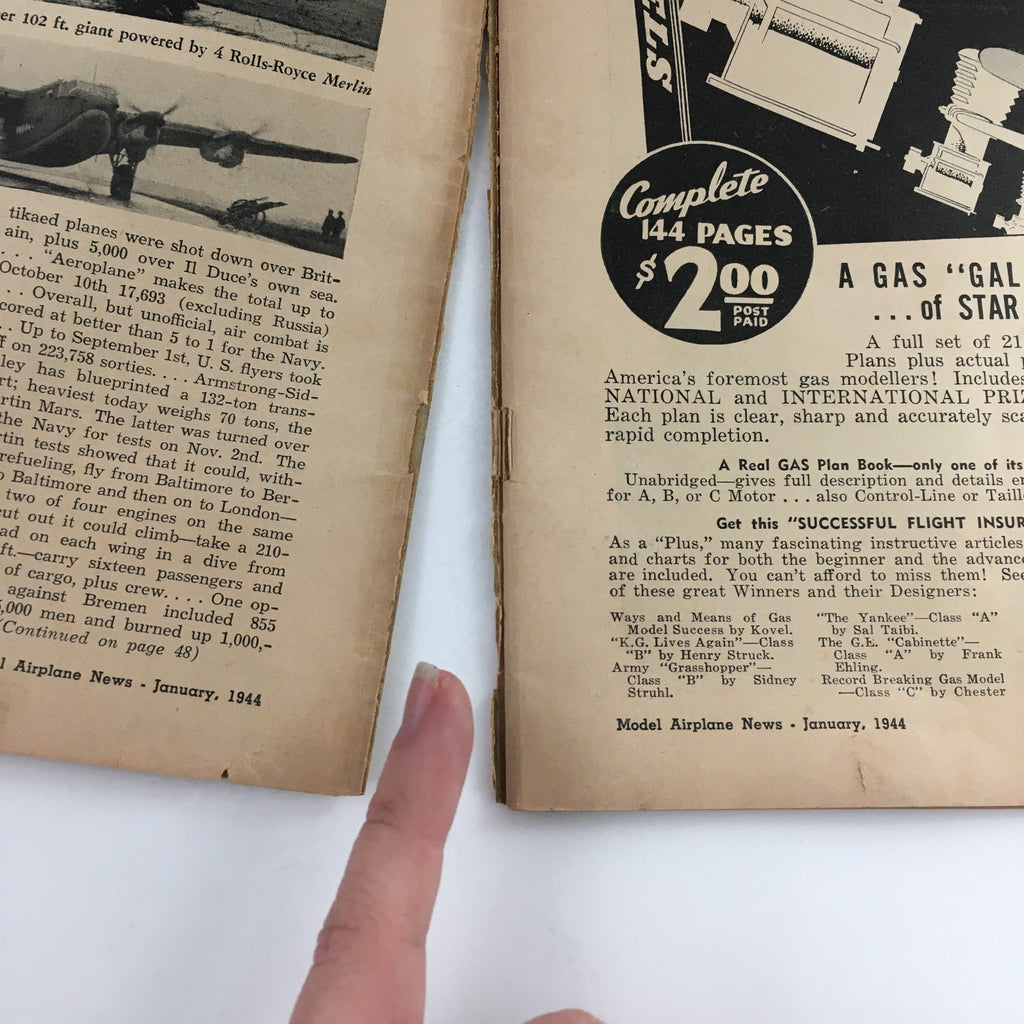 er 102 ft. giant powered by 4 Rolls-Royce Merlin
tikaed planes were shot down over Brit-
ain, plus 5,000 over Il Duce's own sea.
. . . . "Aeroplane" makes the total up to
October 10th 17,693 (excluding Russia)
. . . Overall, but unofficial, air combat is
cored at better than 5 to 1 for the Navy.
. . Up to September 1st, U. S. flyers took
ff on 223,758 sorties. . . . Armstrong-Sid-
ley has blueprinted a 132-ton trans-
rt; heaviest today weighs 70 tons, the
rtin Mars. The latter was turned over
the Navy for tests on Nov. 2nd. The
rtin tests showed that it could, with-
refueling, fly from Baltimore to Ber-
o Baltimore and then on to London—
two of four engines on the same
cut out it could climb—take a 210-
ad on each wing in a dive from
ft.—carry sixteen passengers and
of cargo, plus crew. . . . One op-
against Bremen included 855
5,000 men and burned up 1,000,-
(Continued on page 48)
l Airplane News - January, 1944
Complete
144 PAGES
$2.00
POST
PAID
A GAS "GAL
...of STAR
A full set of 21
Plans plus actual p
America's foremost gas modellers! Includes
NATIONAL and INTERNATIONAL PRIZ
Each plan is clear, sharp and accurately sca
rapid completion.
A Real GAS Plan Book—only one of its
Unabridged—gives full description and details en
for A, B, or C Motor . . . also Control-Line or Taill
Get this "SUCCESSFUL FLIGHT INSUR
As a "Plus," many fascinating instructive articles
and charts for both the beginner and the advance
are included. You can't afford to miss them! See
of these great Winners and their Designers:
Ways and Means of Gas
Model Success by Kovel.
"K.G. Lives Again"—Class
"B" by Henry Struck.
Army "Grasshopper"—
Class "B" by Sidney
Struhl.
"The Yankee"—Class "A"
by Sal Taibi.
The G.E. "Cabinette"—
Class "A" by Frank
Ehling.
Record Breaking Gas Model
—Class "C" by Chester
Model Airplane News - January, 1944